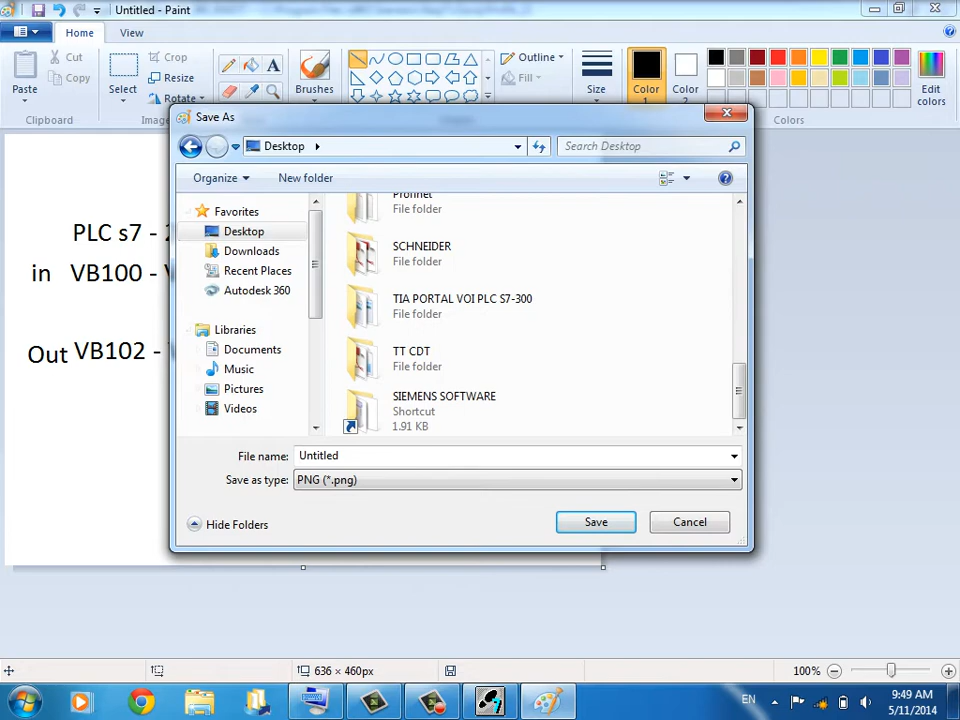 Untitled - Paint
Home
View
Paste
Cut
Copy
Clipboard
Select
Crop
Resize
Rotate
Brushes
Outline
Fill
Size
Color 1
Color 2
Edit colors
Colors
PLC s7 -
in VB100 -
Out VB102 -
Save As
Desktop
Search Desktop
Organize
New folder
Favorites
Desktop
Downloads
Recent Places
Autodesk 360
Libraries
Documents
Music
Pictures
Videos
Profinet
File folder
SCHNEIDER
File folder
TIA PORTAL VOI PLC S7-300
File folder
TT CDT
File folder
SIEMENS SOFTWARE
Shortcut
1.91 KB
File name:
Untitled
Save as type:
PNG (*.png)
Hide Folders
Save
Cancel
636 × 460px
100%
EN
9:49 AM
5/11/2014